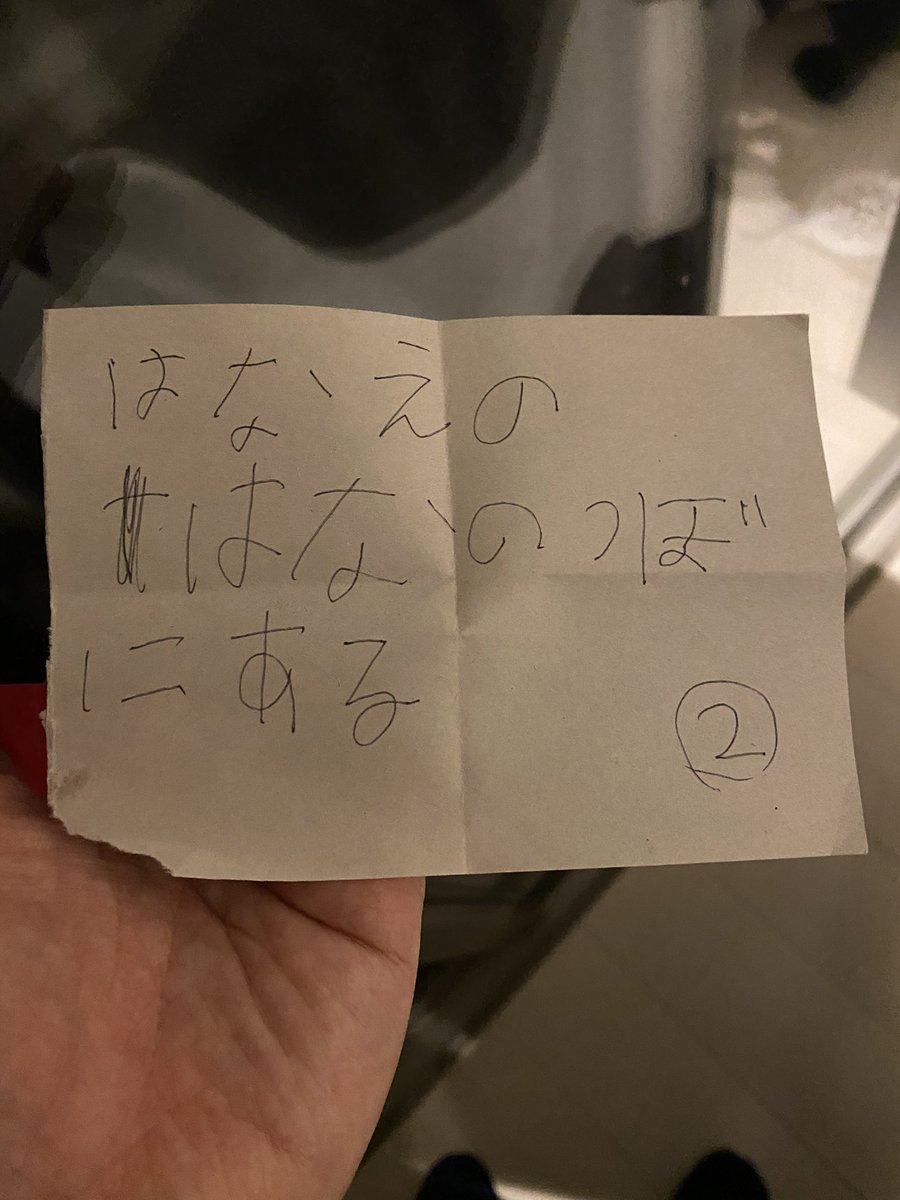 はなえの
はなのつぼ
にある
②